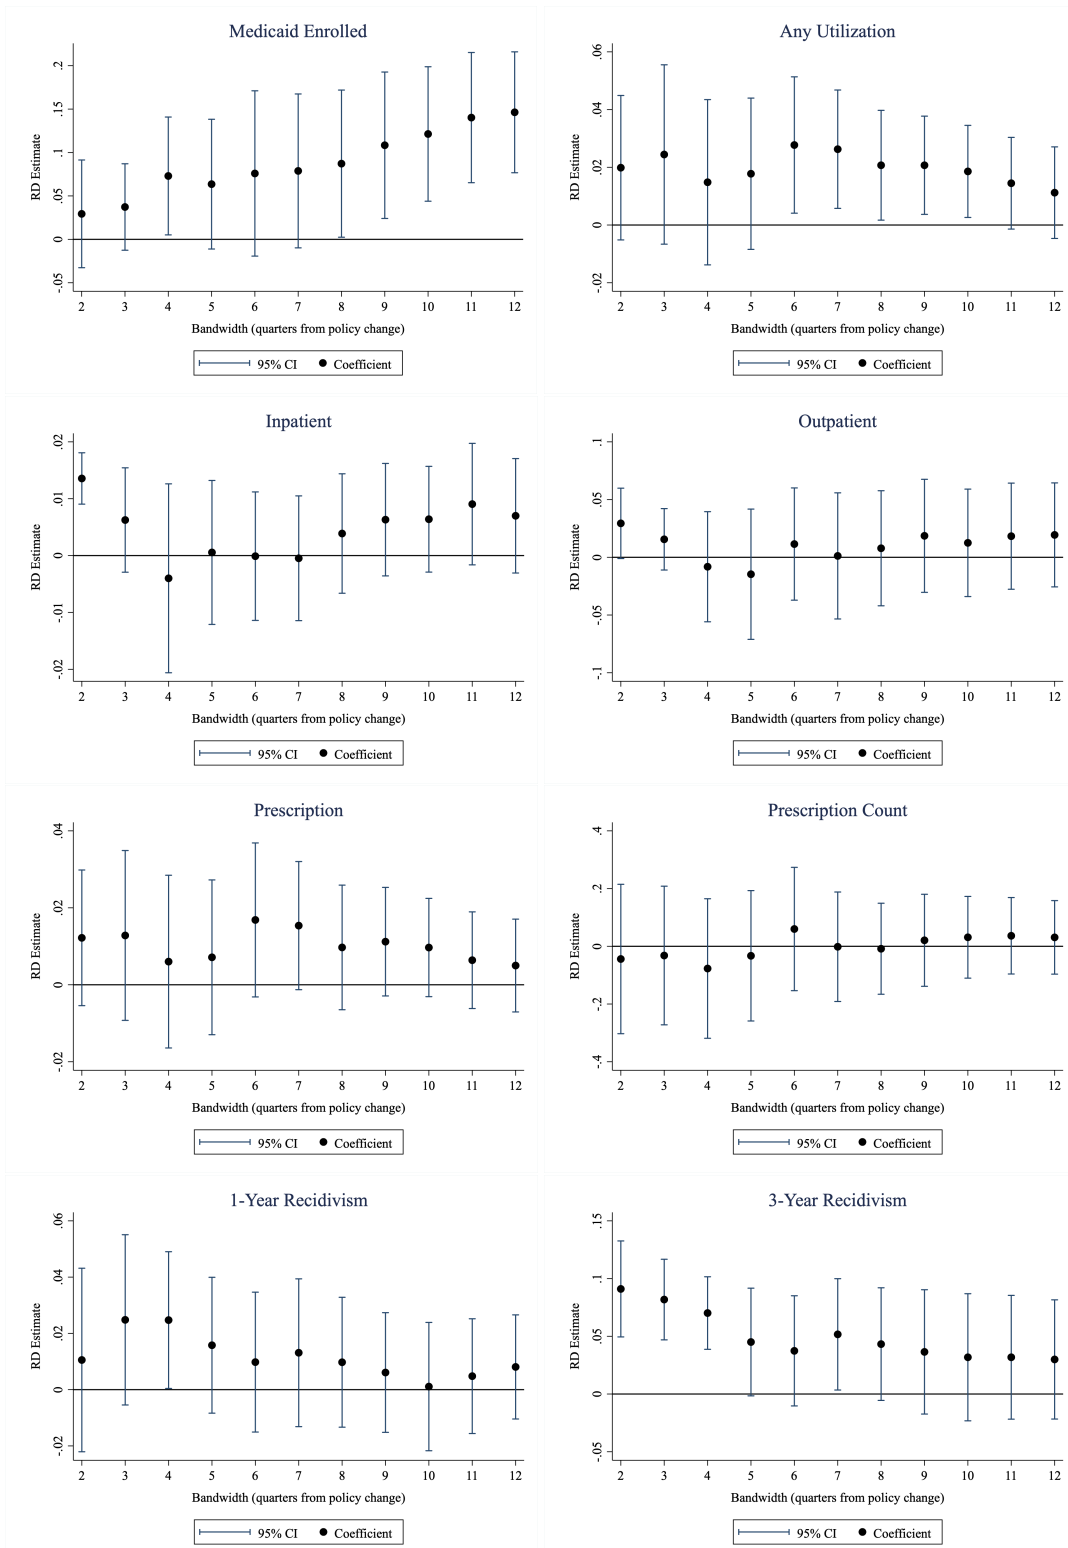 Medicaid Enrolled
RD Estimate
.2
.15
.1
.05
0
-.05
2 3 4 5 6 7 8 9 10 11 12
Bandwidth (quarters from policy change)
95% CI Coefficient
Any Utilization
RD Estimate
.06
.04
.02
0
-.02
2 3 4 5 6 7 8 9 10 11 12
Bandwidth (quarters from policy change)
95% CI Coefficient
Inpatient
RD Estimate
.02
.01
0
-.01
-.02
2 3 4 5 6 7 8 9 10 11 12
Bandwidth (quarters from policy change)
95% CI Coefficient
Outpatient
RD Estimate
.1
.05
0
-.05
-.1
2 3 4 5 6 7 8 9 10 11 12
Bandwidth (quarters from policy change)
95% CI Coefficient
Prescription
RD Estimate
.04
.02
0
-.02
2 3 4 5 6 7 8 9 10 11 12
Bandwidth (quarters from policy change)
95% CI Coefficient
Prescription Count
RD Estimate
.4
.2
0
-.2
-.4
2 3 4 5 6 7 8 9 10 11 12
Bandwidth (quarters from policy change)
95% CI Coefficient
1-Year Recidivism
RD Estimate
.06
.04
.02
0
-.02
2 3 4 5 6 7 8 9 10 11 12
Bandwidth (quarters from policy change)
95% CI Coefficient
3-Year Recidivism
RD Estimate
.15
.1
.05
0
-.05
2 3 4 5 6 7 8 9 10 11 12
Bandwidth (quarters from policy change)
95% CI Coefficient